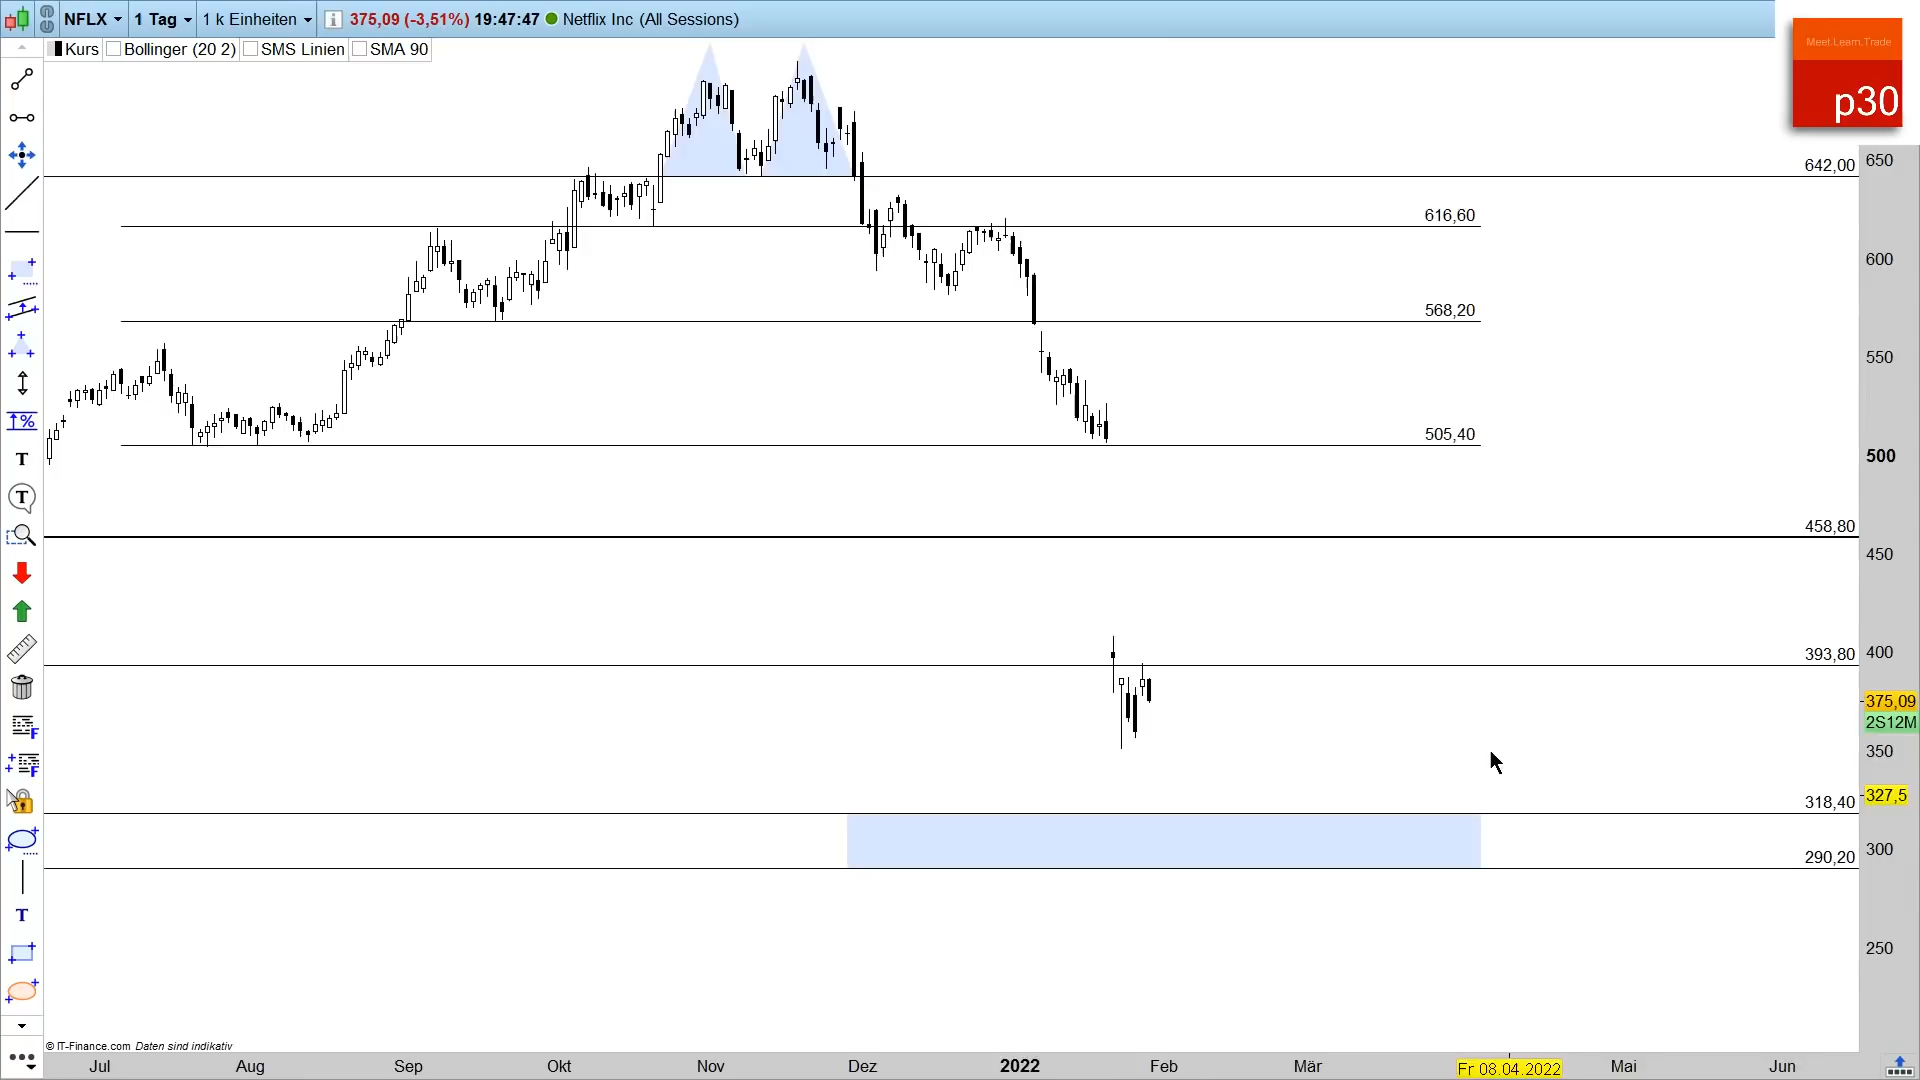 NFLX 1 Tag 1 k Einheiten 375,09 (-3,51%) 19:47:47 Netflix Inc (All Sessions)
Kurs Bollinger (20 2) SMS Linien SMA 90
Meet.Learn.Trade
p30
642,00
616,60
568,20
505,40
458,80
393,80
318,40
290,20
650
600
550
500
450
400
375,09
2S12M
350
327,5
300
250
%
T
T
F
F
T
© IT-Finance.com Daten sind indikativ
Jul Aug Sep Okt Nov Dez 2022 Feb Mär Fr 08.04.2022 Mai Jun